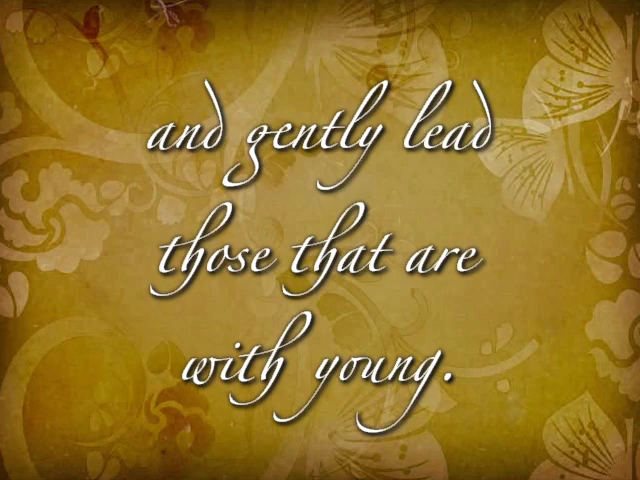 and gently lead
those that are
with young.